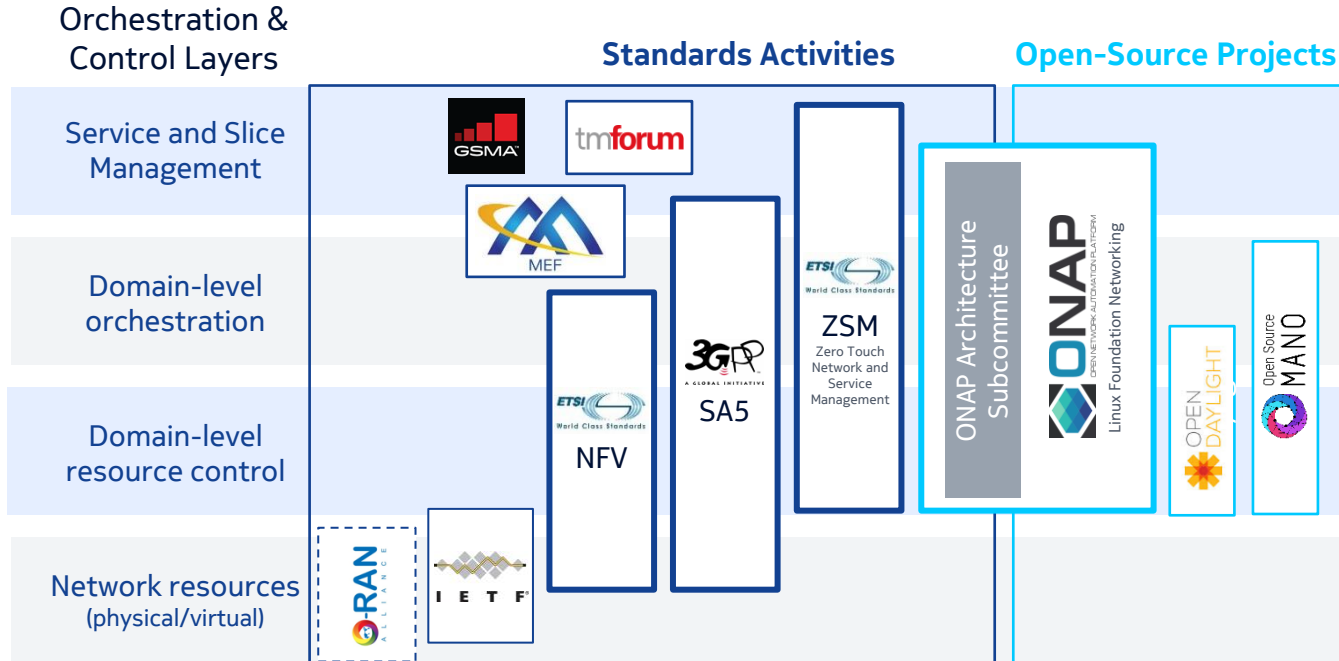 Orchestration &
Control Layers
Standards Activities
Open-Source Projects
Service and Slice
Management
Domain-level
orchestration
Domain-level
resource control
Network resources
(physical/virtual)
GSMA™
tmforum
MEF
O-RAN
ALLIANCE
IETF®
ETSI
World Class Standards
NFV
3GPP™
A GLOBAL INITIATIVE
SA5
ETSI
World Class Standards
ZSM
Zero Touch
Network and
Service
Management
ONAP Architecture
Subcommittee
ONAP
OPEN NETWORK AUTOMATION PLATFORM
Linux Foundation Networking
OPEN
DAYLIGHT
Open Source
MANO